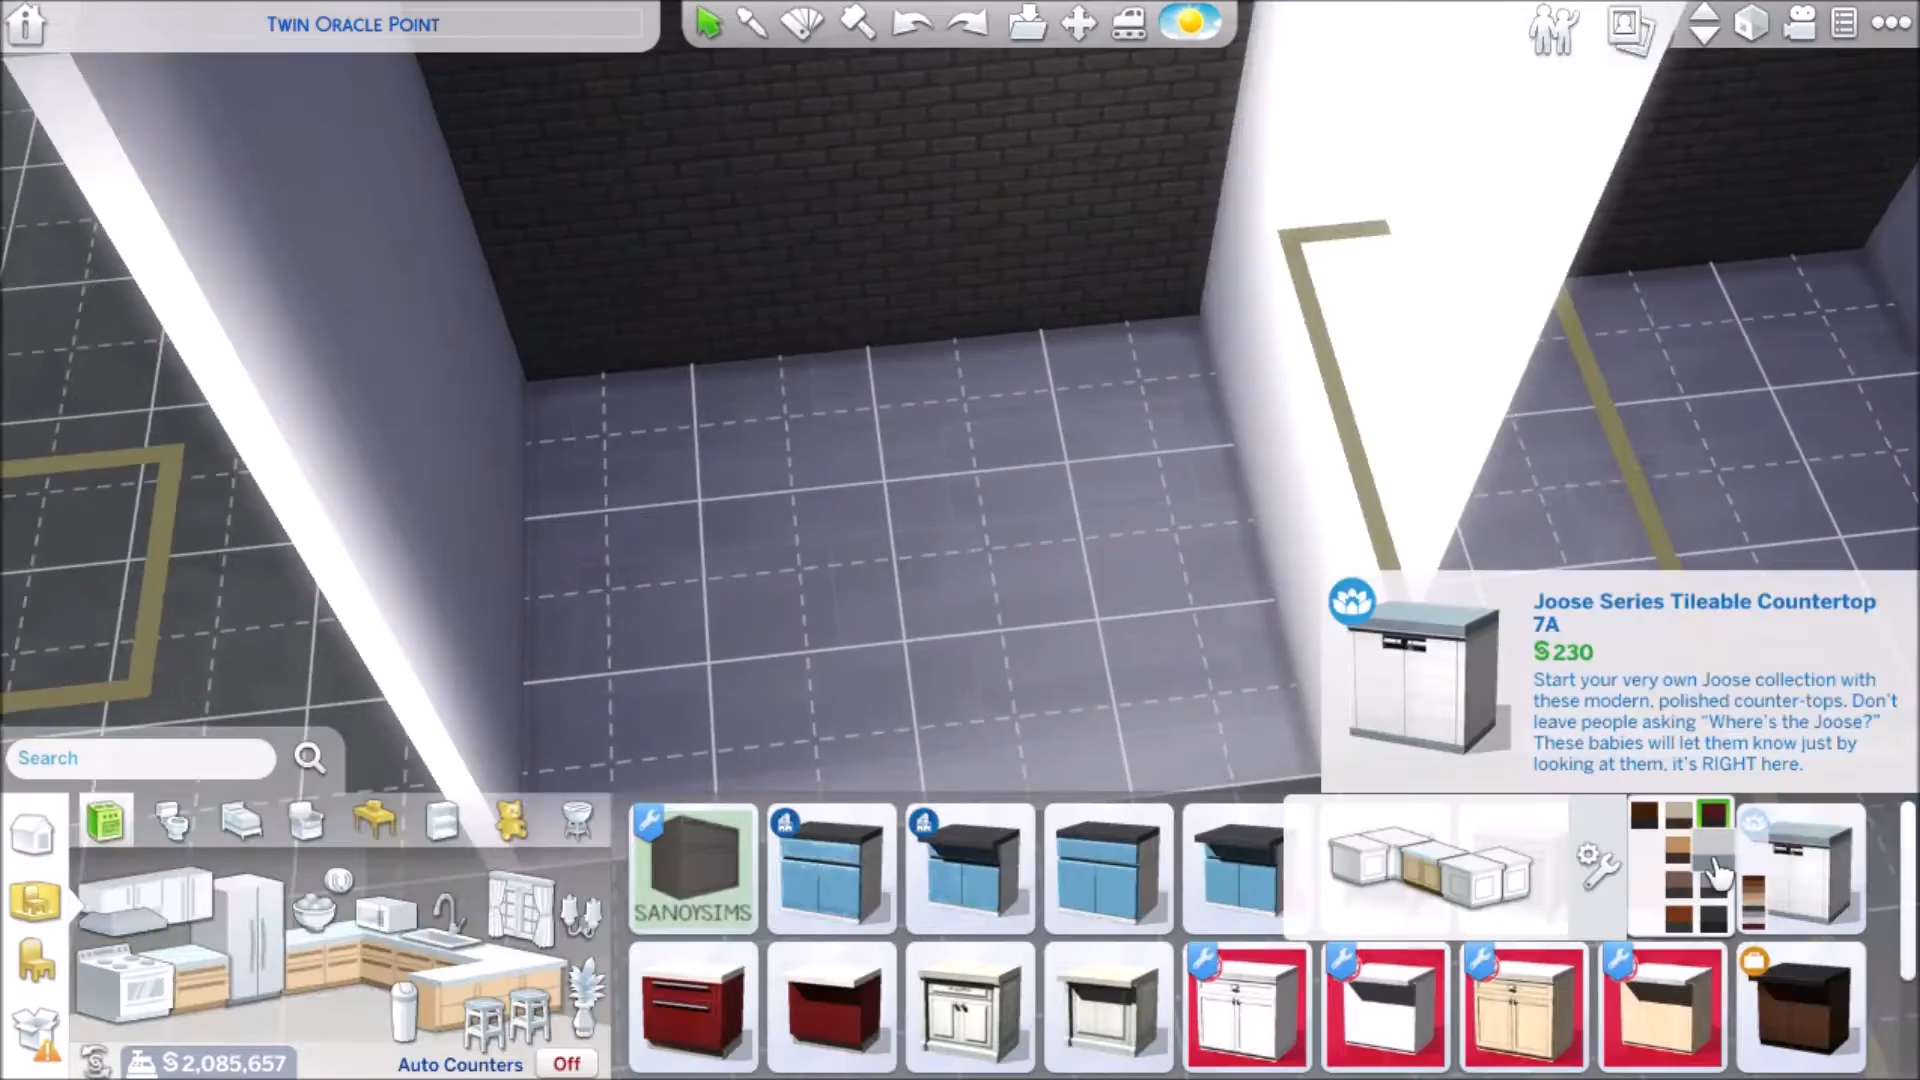 TWIN ORACLE POINT
Joose Series Tileable Countertop
7A
§230
Start your very own Joose collection with
these modern, polished counter-tops. Don't
leave people asking "Where's the Joose?"
These babies will let them know just by
looking at them, it's RIGHT here.
Search
SANOYSIMS
§2,085,657
Auto Counters
Off